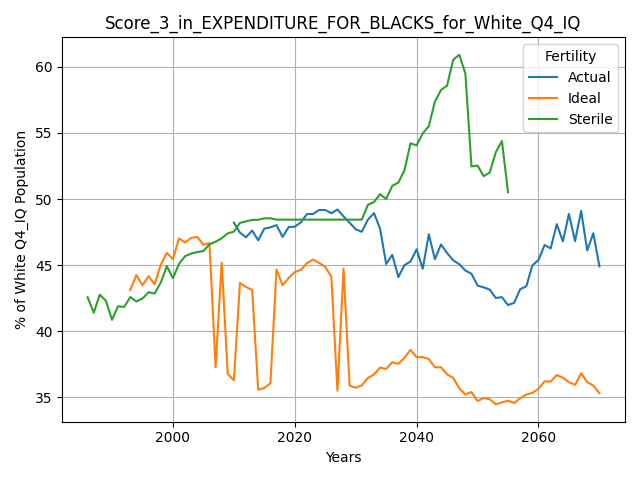 Score_3_in_EXPENDITURE_FOR_BLACKS_for_White_Q4_IQ
Fertility
Actual
Ideal
Sterile
% of White Q4_IQ Population
60
55
50
45
40
35
2000
2020
2040
2060
Years